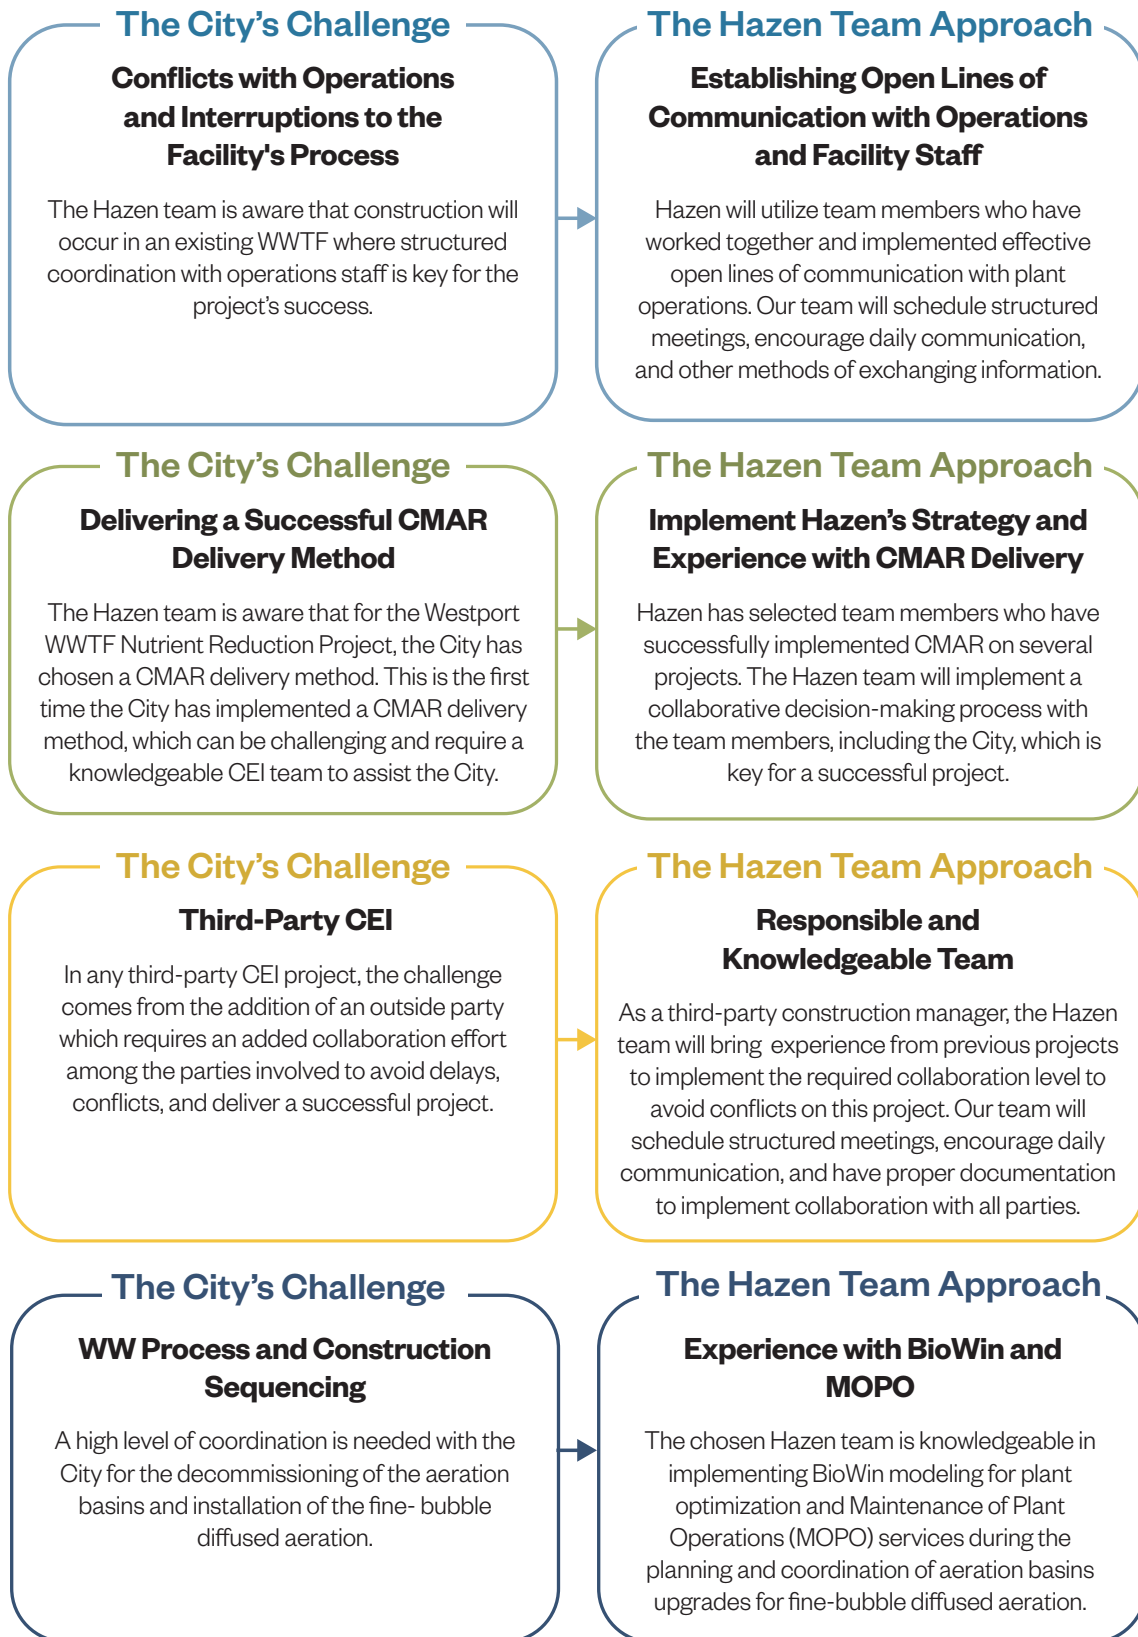 The City’s Challenge
Conflicts with Operations
and Interruptions to the
Facility's Process
The Hazen team is aware that construction will
occur in an existing WWTF where structured
coordination with operations staff is key for the
project’s success.
The Hazen Team Approach
Establishing Open Lines of
Communication with Operations
and Facility Staff
Hazen will utilize team members who have
worked together and implemented effective
open lines of communication with plant
operations. Our team will schedule structured
meetings, encourage daily communication,
and other methods of exchanging information.
The City’s Challenge
Delivering a Successful CMAR
Delivery Method
The Hazen team is aware that for the Westport
WWTF Nutrient Reduction Project, the City has
chosen a CMAR delivery method. This is the first
time the City has implemented a CMAR delivery
method, which can be challenging and require a
knowledgeable CEI team to assist the City.
The Hazen Team Approach
Implement Hazen’s Strategy and
Experience with CMAR Delivery
Hazen has selected team members who have
successfully implemented CMAR on several
projects. The Hazen team will implement a
collaborative decision-making process with
the team members, including the City, which is
key for a successful project.
The City’s Challenge
Third-Party CEI
In any third-party CEI project, the challenge
comes from the addition of an outside party
which requires an added collaboration effort
among the parties involved to avoid delays,
conflicts, and deliver a successful project.
The Hazen Team Approach
Responsible and
Knowledgeable Team
As a third-party construction manager, the Hazen
team will bring  experience from previous projects
to implement the required collaboration level to
avoid conflicts on this project. Our team will
schedule structured meetings, encourage daily
communication, and have proper documentation
to implement collaboration with all parties.
The City’s Challenge
WW Process and Construction
Sequencing
A high level of coordination is needed with the
City for the decommissioning of the aeration
basins and installation of the fine- bubble
diffused aeration.
The Hazen Team Approach
Experience with BioWin and
MOPO
The chosen Hazen team is knowledgeable in
implementing BioWin modeling for plant
optimization and Maintenance of Plant
Operations (MOPO) services during the
planning and coordination of aeration basins
upgrades for fine-bubble diffused aeration.